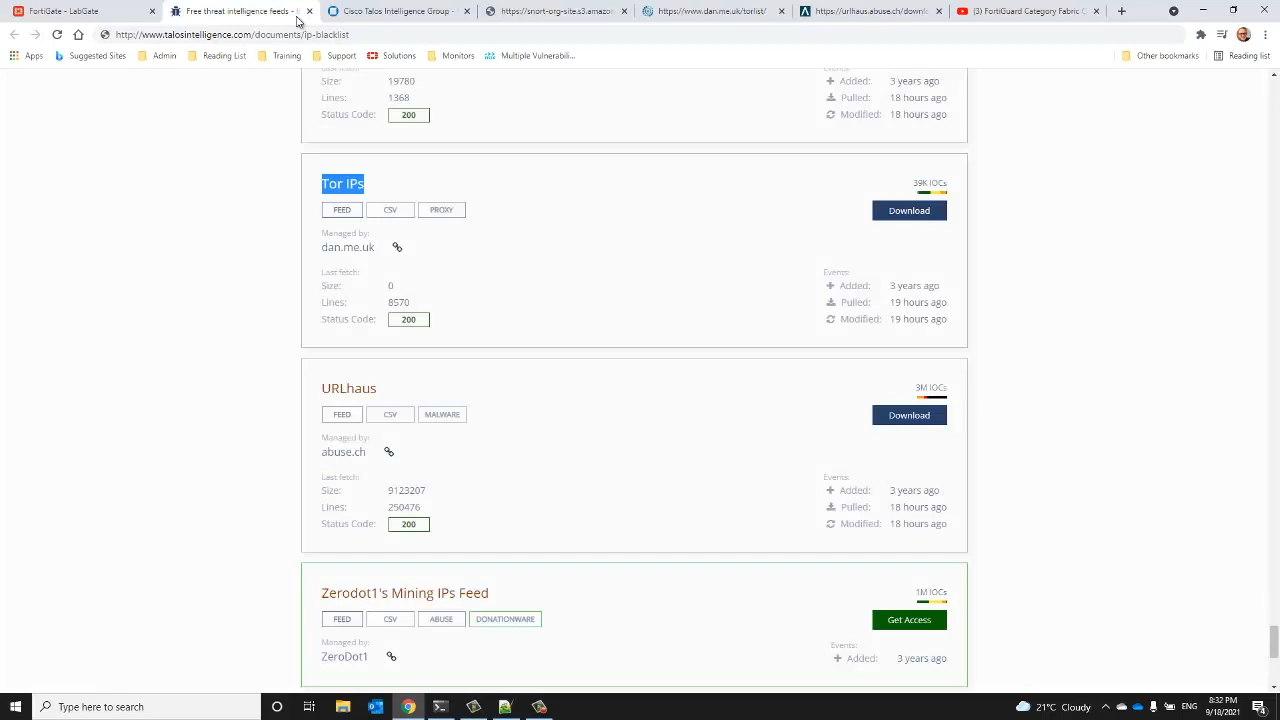 FortiGate - LabGate
Free threat intelligence feeds -
Cisco Talos Intelligence Group -
https://snort-org-site.s3.amazo
https://www.dan.me.uk/torlist/
https://urlhaus.abuse.ch/downl
(3) FortiGuard Category Fabric C
http://www.talosintelligence.com/documents/ip-blacklist
Apps
Suggested Sites
Admin
Reading List
Training
Support
Solutions
Monitors
Multiple Vulnerabili...
Other bookmarks
Reading list
Size: 19780
Lines: 1368
Status Code: 200
Events:
Added: 3 years ago
Pulled: 18 hours ago
Modified: 18 hours ago
Tor IPs
39K IOCs
FEED CSV PROXY
Download
Managed by:
dan.me.uk
Last fetch:
Size: 0
Lines: 8570
Status Code: 200
Events:
Added: 3 years ago
Pulled: 19 hours ago
Modified: 19 hours ago
URLhaus
3M IOCs
FEED CSV MALWARE
Download
Managed by:
abuse.ch
Last fetch:
Size: 9123207
Lines: 250476
Status Code: 200
Events:
Added: 3 years ago
Pulled: 18 hours ago
Modified: 18 hours ago
Zerodot1's Mining IPs Feed
1M IOCs
FEED CSV ABUSE DONATIONWARE
Get Access
Managed by:
ZeroDot1
Events:
Added: 3 years ago
Type here to search
21°C Cloudy
8:32 PM
9/18/2021